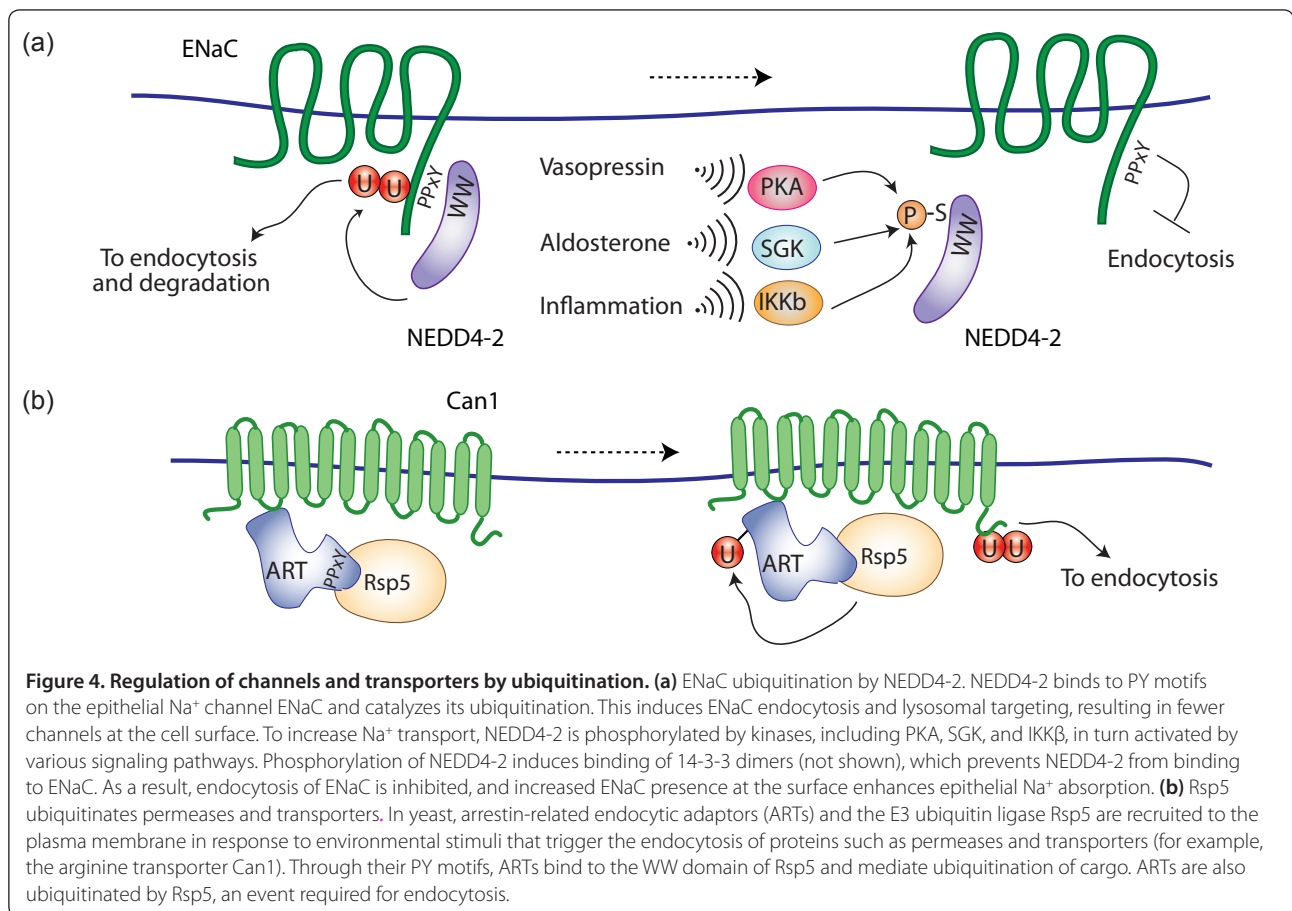 (a)
ENaC
U U
PPxY
WW
To endocytosis
and degradation
NEDD4-2
Vasopressin
PKA
Aldosterone
SGK
Inflammation
IKKb
P-S
WW
NEDD4-2
PPxY
Endocytosis
(b)
Can1
ART
PPxY
Rsp5
U
ART
Rsp5
U U
To endocytosis
Figure 4. Regulation of channels and transporters by ubiquitination. (a) ENaC ubiquitination by NEDD4-2. NEDD4-2 binds to PY motifs
on the epithelial Na⁺ channel ENaC and catalyzes its ubiquitination. This induces ENaC endocytosis and lysosomal targeting, resulting in fewer
channels at the cell surface. To increase Na⁺ transport, NEDD4-2 is phosphorylated by kinases, including PKA, SGK, and IKKβ, in turn activated by
various signaling pathways. Phosphorylation of NEDD4-2 induces binding of 14-3-3 dimers (not shown), which prevents NEDD4-2 from binding
to ENaC. As a result, endocytosis of ENaC is inhibited, and increased ENaC presence at the surface enhances epithelial Na⁺ absorption. (b) Rsp5
ubiquitinates permeases and transporters. In yeast, arrestin-related endocytic adaptors (ARTs) and the E3 ubiquitin ligase Rsp5 are recruited to the
plasma membrane in response to environmental stimuli that trigger the endocytosis of proteins such as permeases and transporters (for example,
the arginine transporter Can1). Through their PY motifs, ARTs bind to the WW domain of Rsp5 and mediate ubiquitination of cargo. ARTs are also
ubiquitinated by Rsp5, an event required for endocytosis.